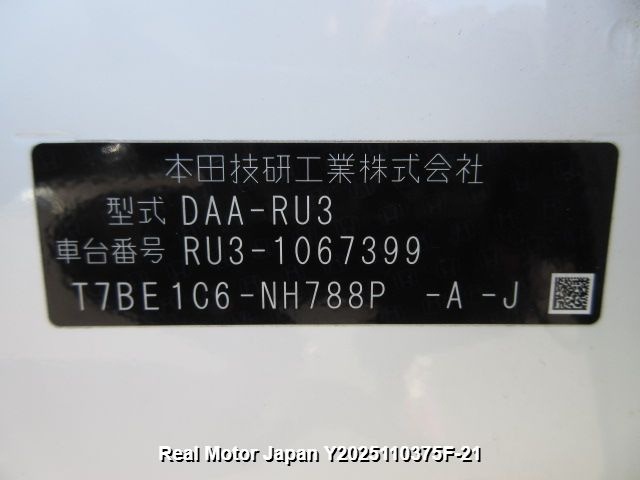 本田技研工業株式会社
型式 DAA-RU3
車台番号 RU3-1067399
T7BE1C6-NH788P -A -J
Real Motor Japan Y2025110375F-21